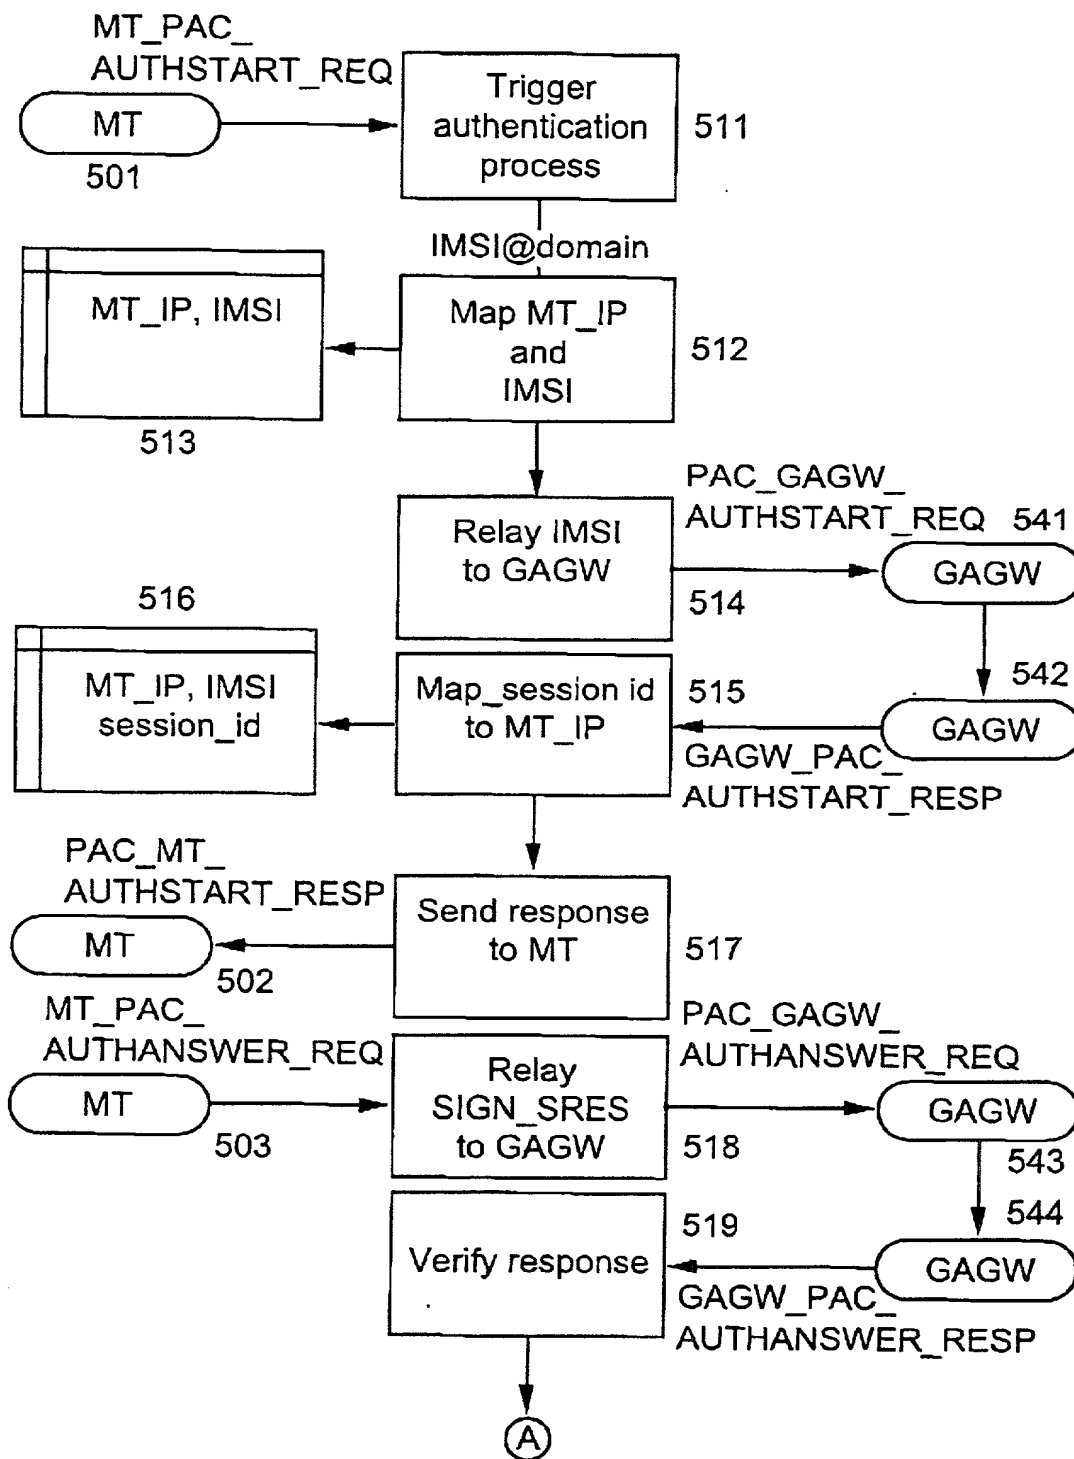 MT_PAC_
AUTHSTART_REQ
MT
501
Trigger
authentication
process
511
IMSI@domain
MT_IP, IMSI
513
Map MT_IP
and
IMSI
512
Relay IMSI
to GAGW
514
PAC_GAGW_
AUTHSTART_REQ
541
GAGW
516
MT_IP, IMSI
session_id
Map_session id
to MT_IP
515
542
GAGW
GAGW_PAC_
AUTHSTART_RESP
PAC_MT_
AUTHSTART_RESP
MT
502
Send response
to MT
517
MT_PAC_
AUTHANSWER_REQ
MT
503
Relay
SIGN_SRES
to GAGW
518
PAC_GAGW_
AUTHANSWER_REQ
GAGW
543
Verify response
519
544
GAGW
GAGW_PAC_
AUTHANSWER_RESP
A